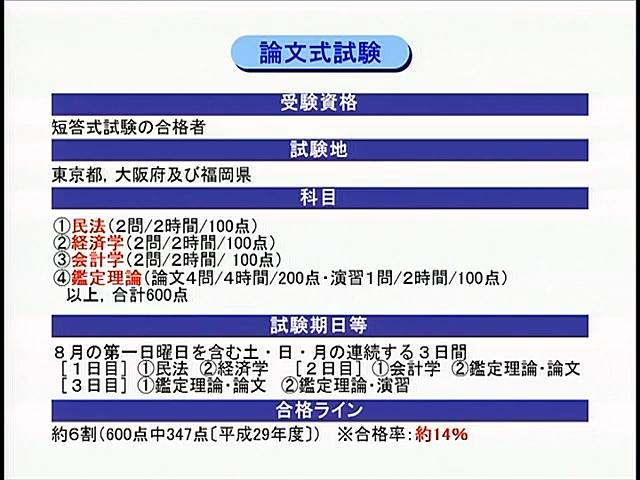 論文式試験
受験資格
短答式試験の合格者
試験地
東京都，大阪府及び福岡県
科目
①民法(２問/２時間/100点)
②経済学(２問/２時間/100点)
③会計学(２問/２時間/ 100点)
④鑑定理論(論文４問/４時間/200点・演習１問/２時間/100点)
以上，合計600点
試験期日等
８月の第一日曜日を含む土・日・月の連続する３日間
［１日目］①民法 ②経済学 ［２日目］①会計学 ②鑑定理論・論文
［３日目］①鑑定理論・論文 ②鑑定理論・演習
合格ライン
約６割(600点中347点〔平成29年度〕) ※合格率：約14%